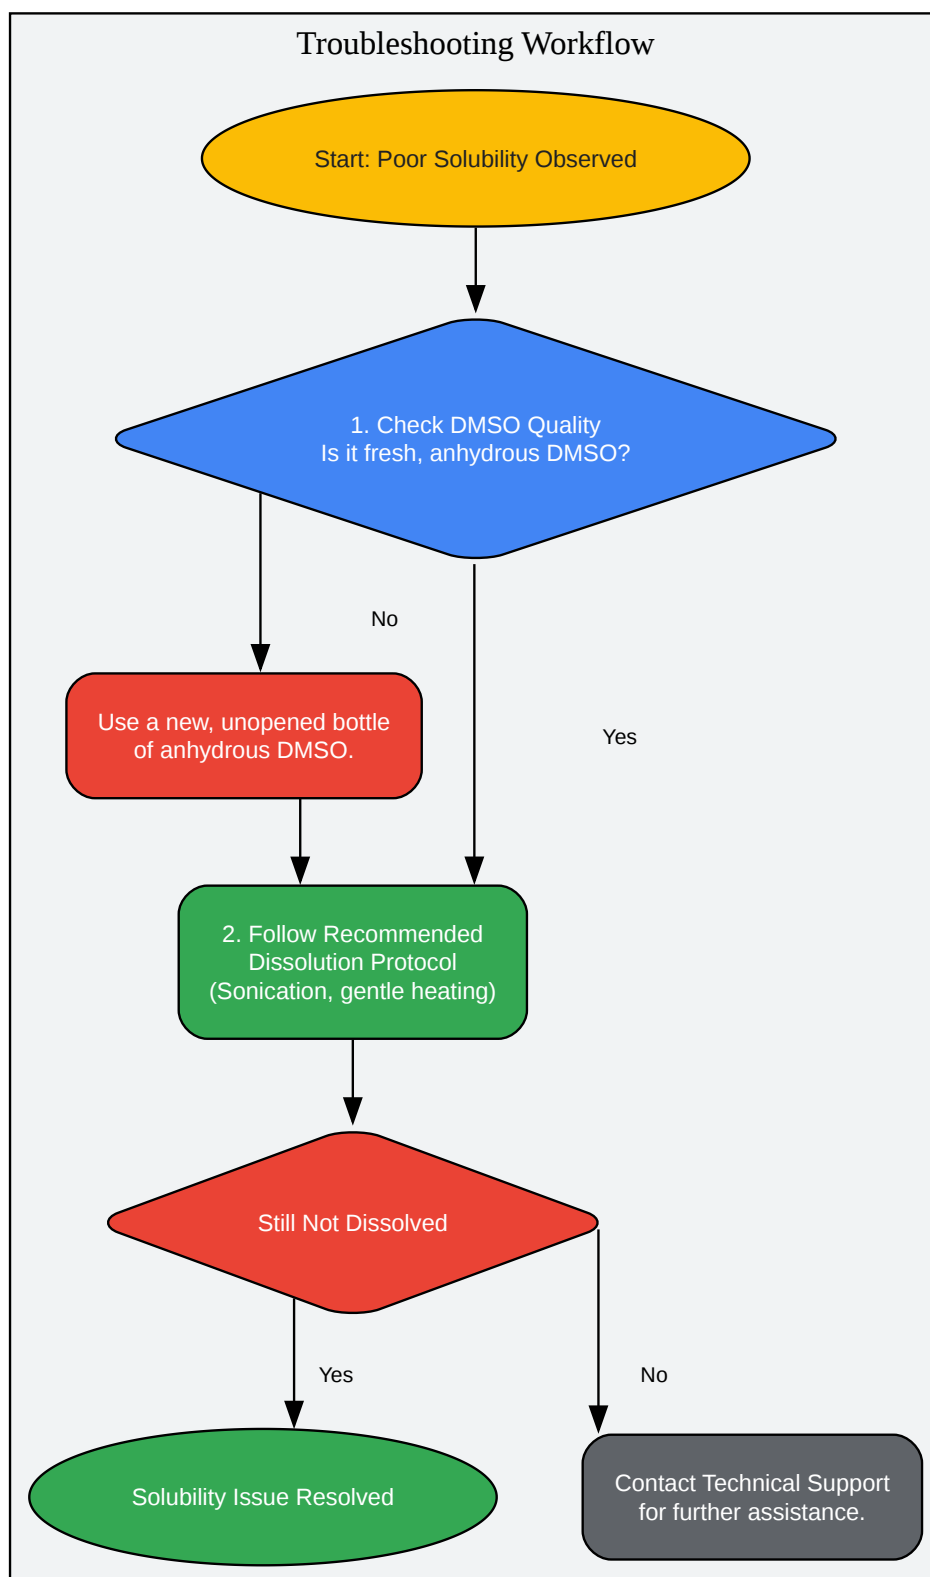 Troubleshooting Workflow
Start: Poor Solubility Observed
1. Check DMSO Quality
Is it fresh, anhydrous DMSO?
No
Use a new, unopened bottle
of anhydrous DMSO.
Yes
2. Follow Recommended
Dissolution Protocol
(Sonication, gentle heating)
Still Not Dissolved
Yes
No
Solubility Issue Resolved
Contact Technical Support
for further assistance.